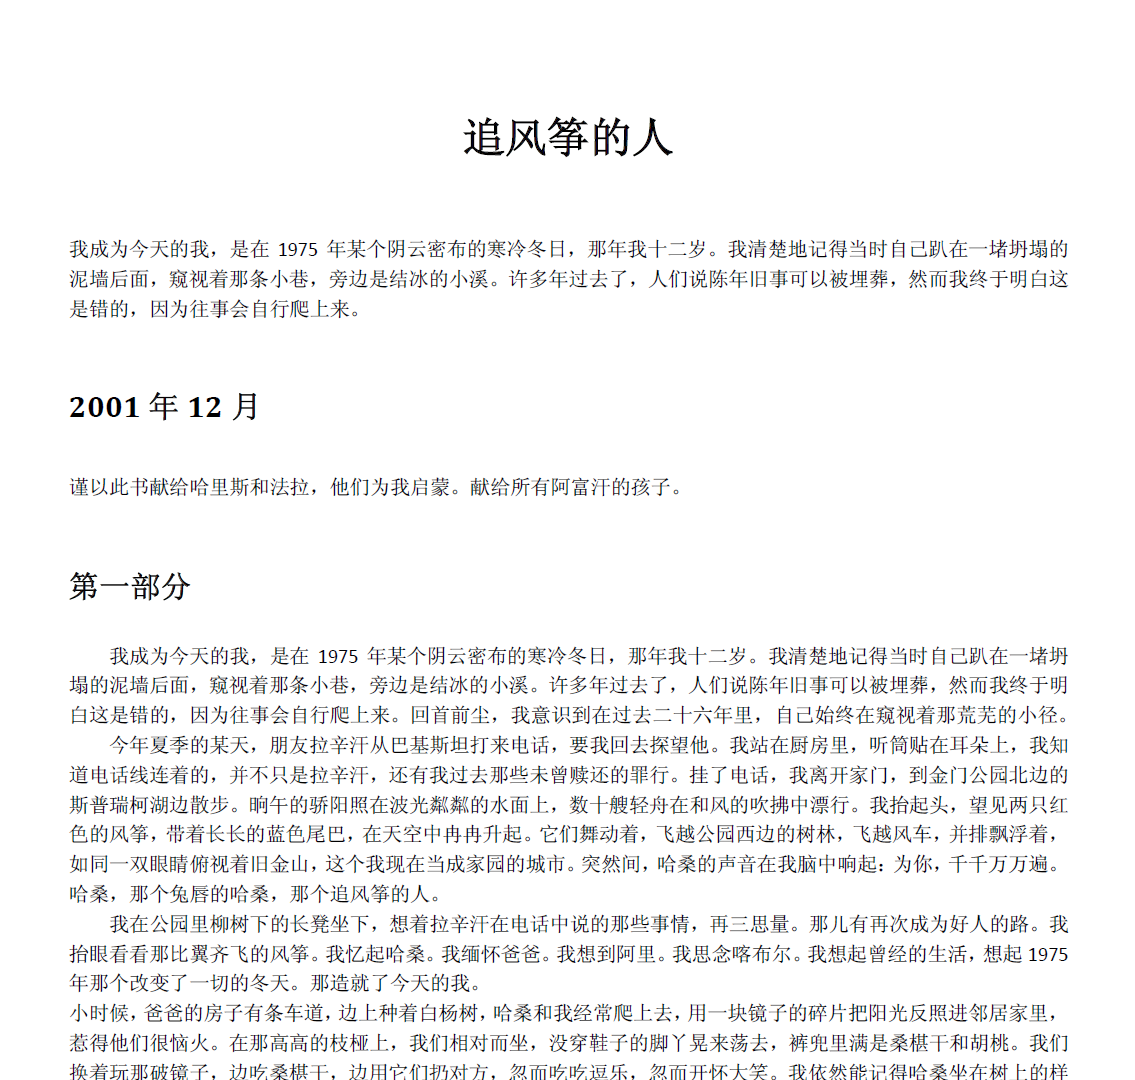 追风筝的人
我成为今天的我，是在 1975 年某个阴云密布的寒冷冬日，那年我十二岁。我清楚地记得当时自己趴在一堵坍塌的
泥墙后面，窥视着那条小巷，旁边是结冰的小溪。许多年过去了，人们说陈年旧事可以被埋葬，然而我终于明白这
是错的，因为往事会自行爬上来。
2001 年 12 月
谨以此书献给哈里斯和法拉，他们为我启蒙。献给所有阿富汗的孩子。
第一部分
我成为今天的我，是在 1975 年某个阴云密布的寒冷冬日，那年我十二岁。我清楚地记得当时自己趴在一堵坍
塌的泥墙后面，窥视着那条小巷，旁边是结冰的小溪。许多年过去了，人们说陈年旧事可以被埋葬，然而我终于明
白这是错的，因为往事会自行爬上来。回首前尘，我意识到在过去二十六年里，自己始终在窥视着那荒芜的小径。
今年夏季的某天，朋友拉辛汗从巴基斯坦打来电话，要我回去探望他。我站在厨房里，听筒贴在耳朵上，我知
道电话线连着的，并不只是拉辛汗，还有我过去那些未曾赎还的罪行。挂了电话，我离开家门，到金门公园北边的
斯普瑞柯湖边散步。晌午的骄阳照在波光粼粼的水面上，数十艘轻舟在和风的吹拂中漂行。我抬起头，望见两只红
色的风筝，带着长长的蓝色尾巴，在天空中冉冉升起。它们舞动着，飞越公园西边的树林，飞越风车，并排飘浮着，
如同一双眼睛俯视着旧金山，这个我现在当成家园的城市。突然间，哈桑的声音在我脑中响起：为你，千千万万遍。
哈桑，那个兔唇的哈桑，那个追风筝的人。
我在公园里柳树下的长凳坐下，想着拉辛汗在电话中说的那些事情，再三思量。那儿有再次成为好人的路。我
抬眼看看那比翼齐飞的风筝。我忆起哈桑。我缅怀爸爸。我想到阿里。我思念喀布尔。我想起曾经的生活，想起 1975
年那个改变了一切的冬天。那造就了今天的我。
小时候，爸爸的房子有条车道，边上种着白杨树，哈桑和我经常爬上去，用一块镜子的碎片把阳光反照进邻居家里，
惹得他们很恼火。在那高高的枝桠上，我们相对而坐，没穿鞋子的脚丫晃来荡去，裤兜里满是桑椹干和胡桃。我们
换着玩那破镜子，边吃桑椹干，边用它们扔对方，忽而吃吃逗乐，忽而开怀大笑。我依然能记得哈桑坐在树上的样